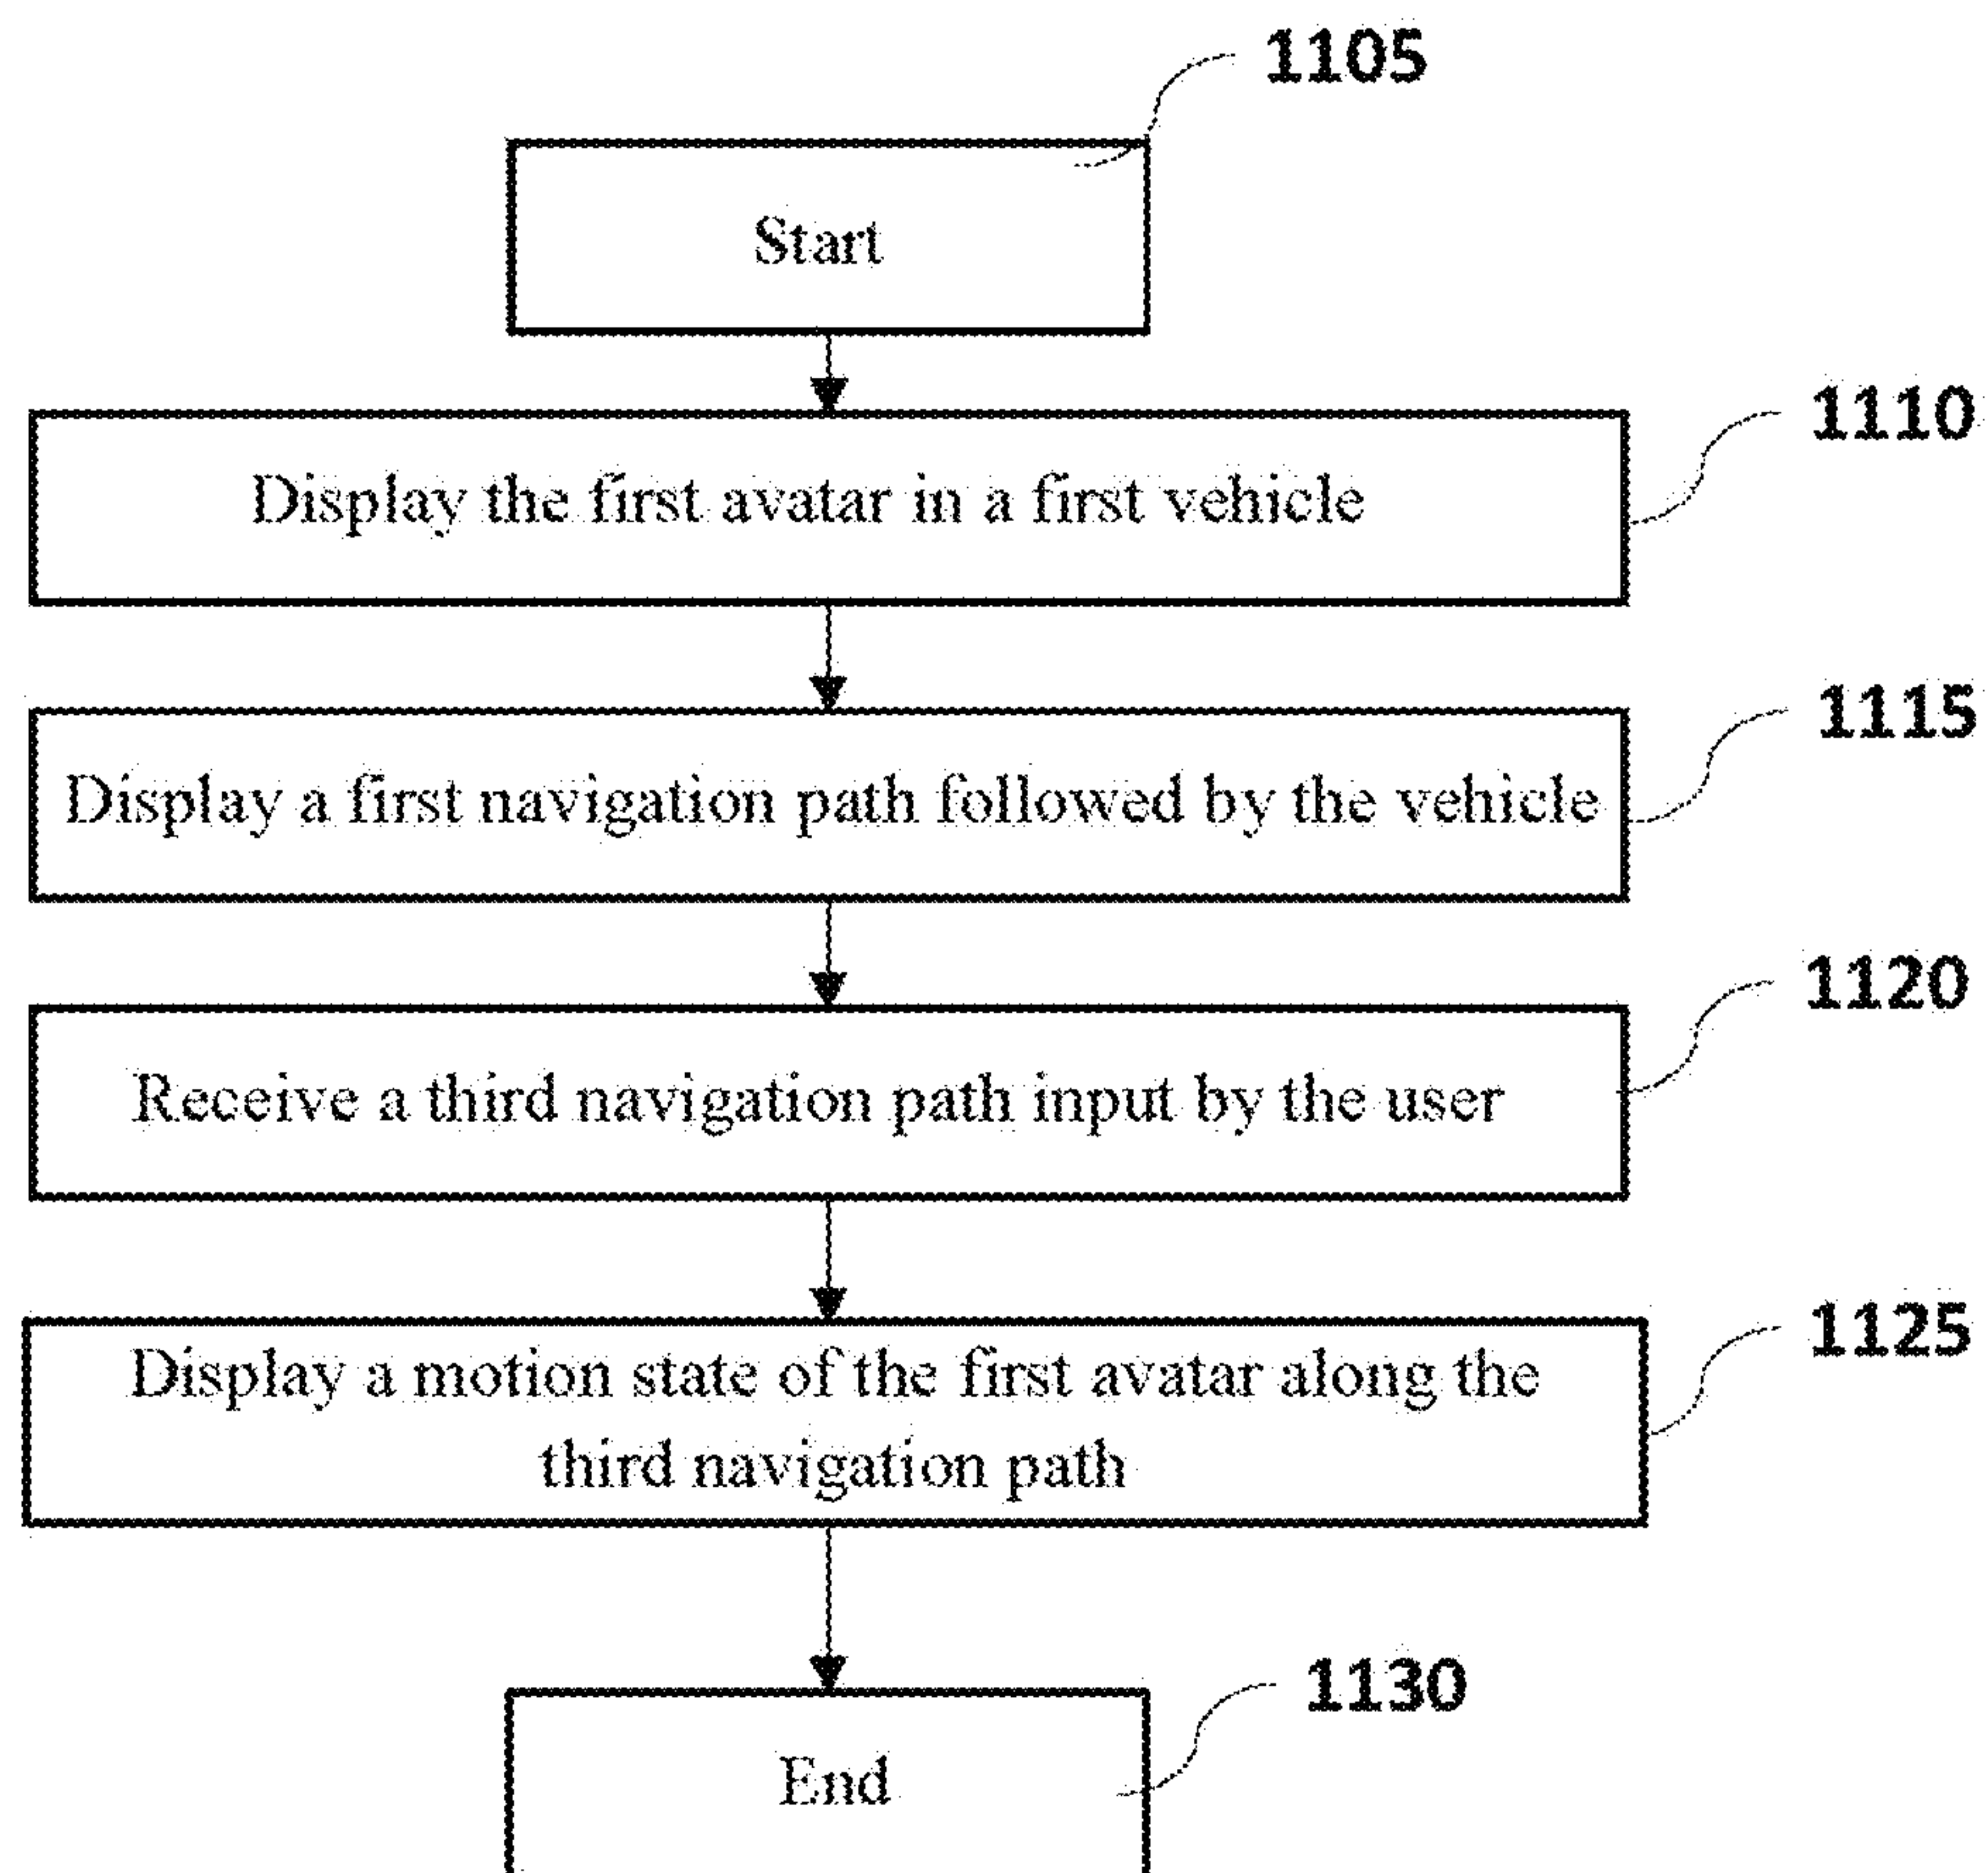 1105
Start
1110
Display the first avatar in a first vehicle
1115
Display a first navigation path followed by the vehicle
1120
Receive a third navigation path input by the user
1125
Display a motion state of the first avatar along the
third navigation path
1130
End